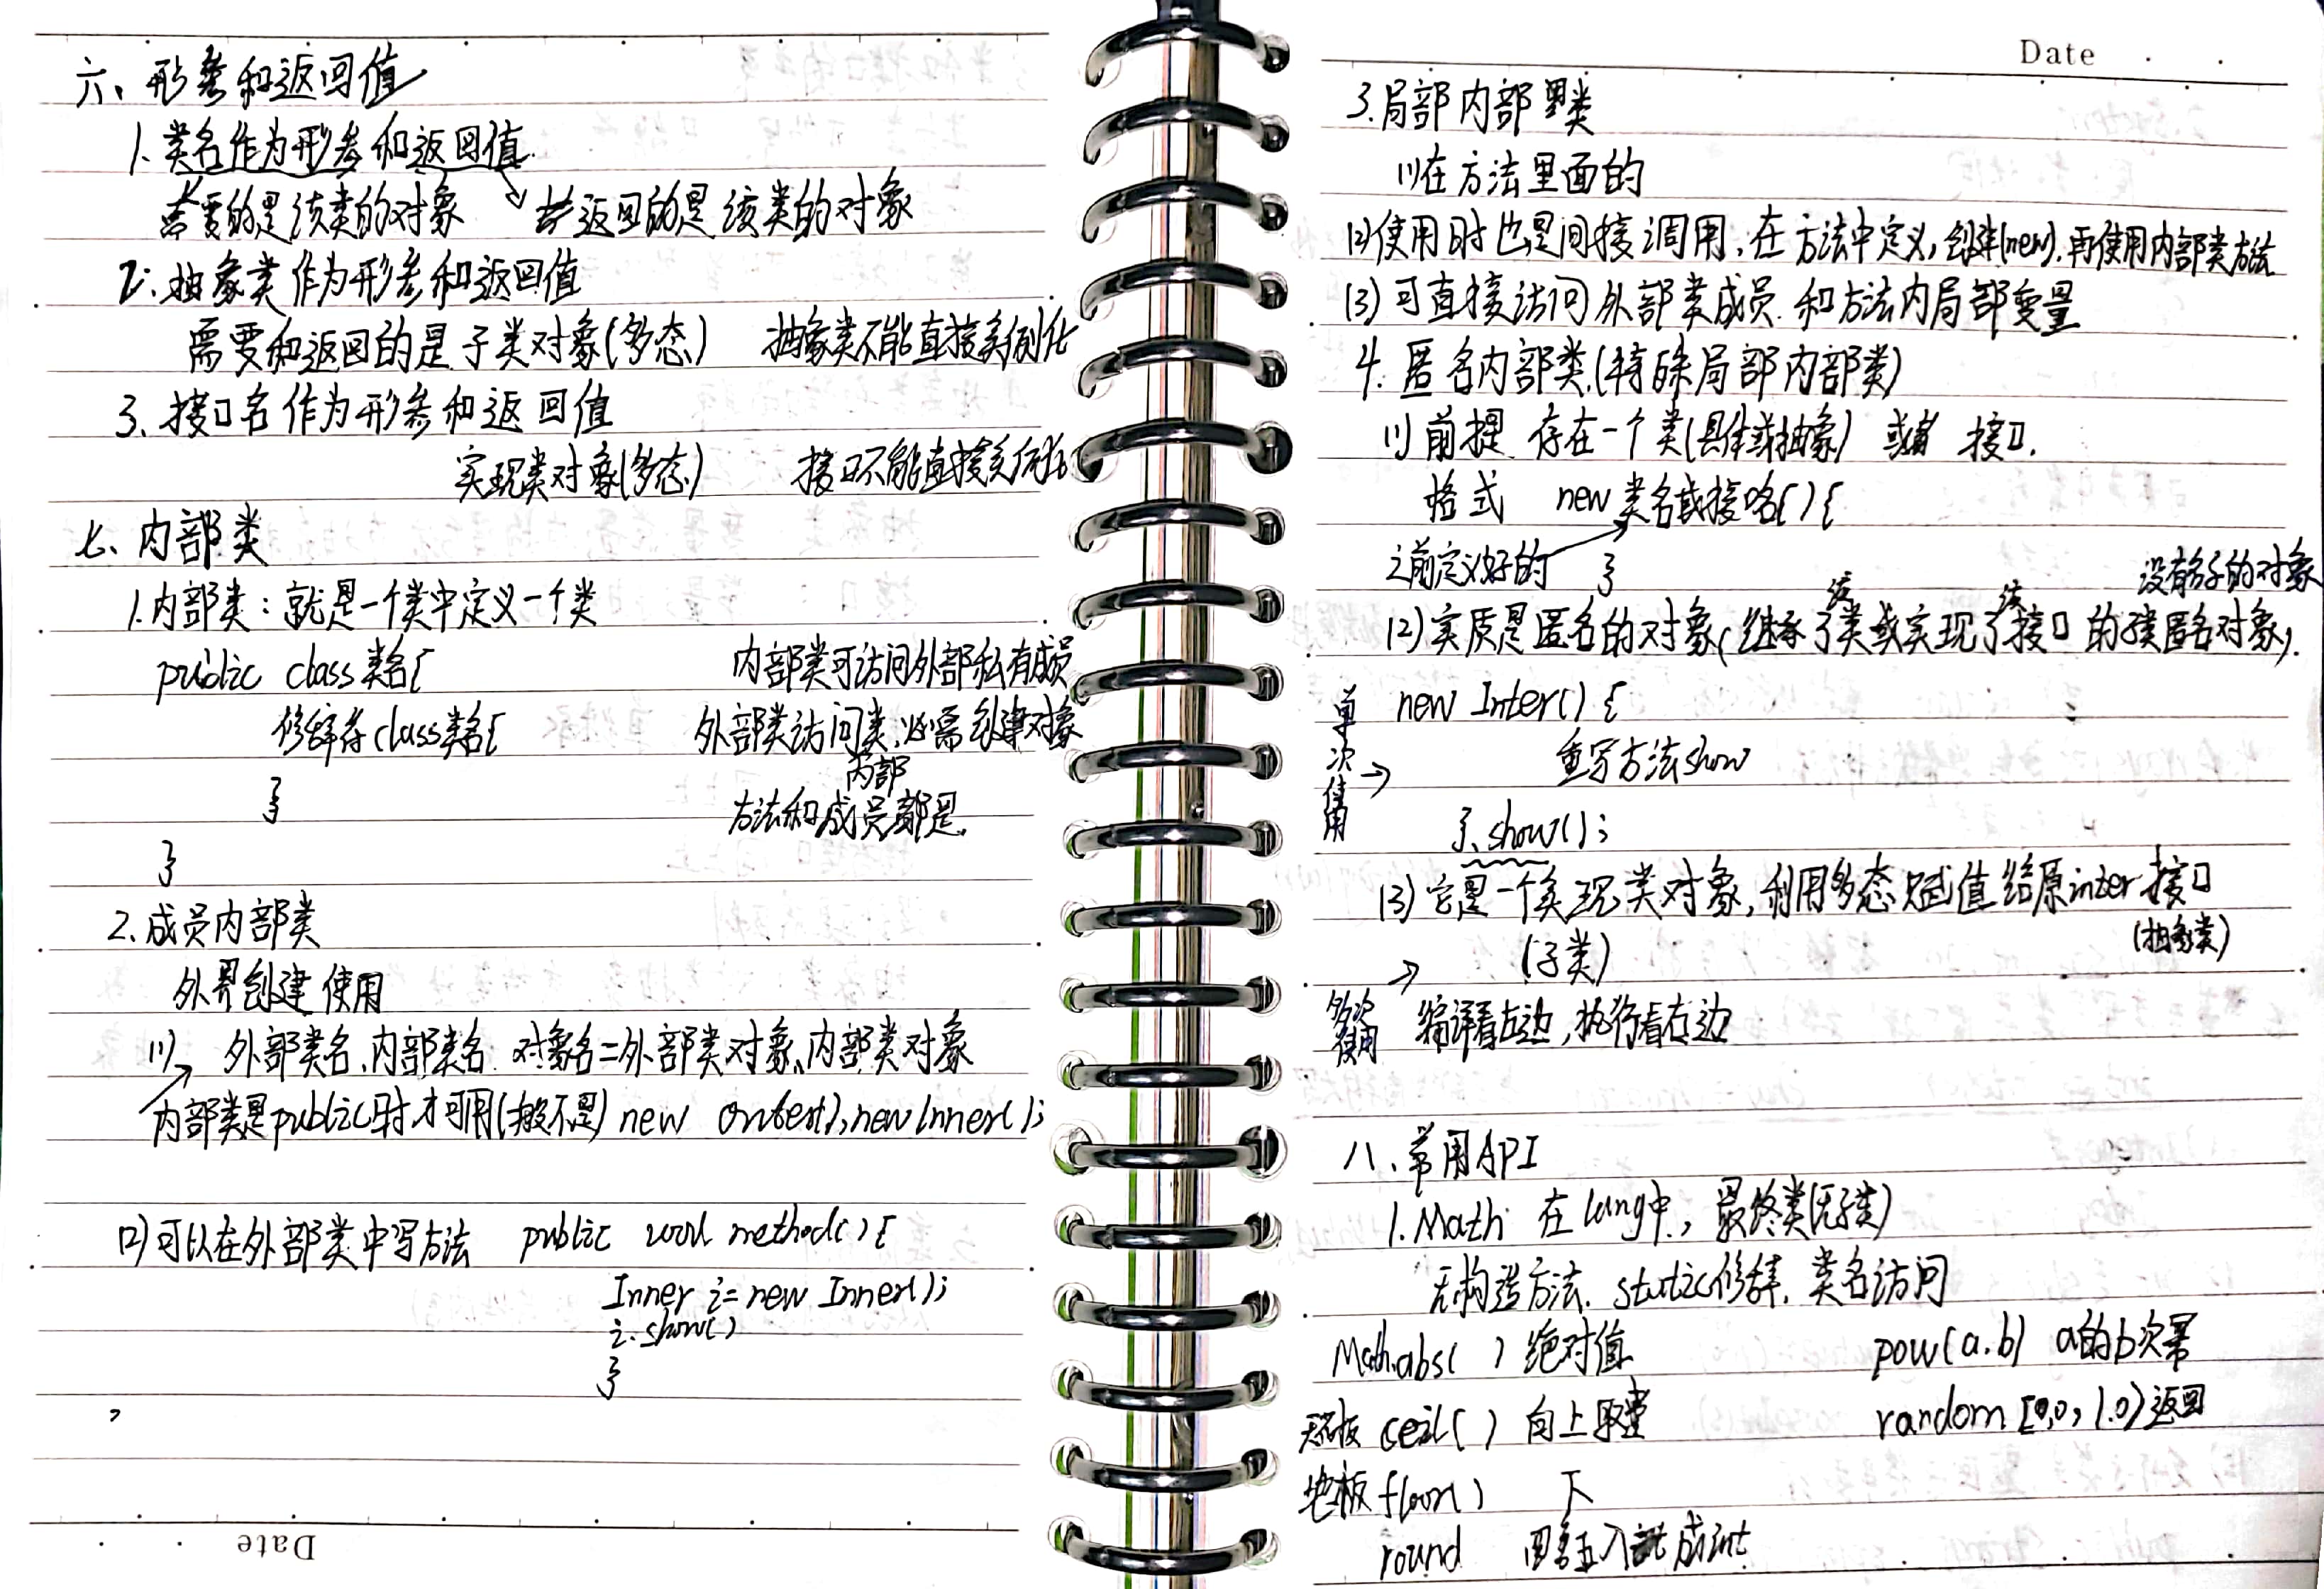 六、形参和返回值
1. 类名作为形参和返回值
需要的是该类的对象 返回的是该类的对象
2. 抽象类作为形参和返回值
需要和返回的是子类对象(多态) 抽象类不能直接实例化
3、接口名作为形参和返回值
实现类对象(多态) 接口不能直接实例化
七、内部类
1.内部类：就是一个类中定义一个类
public class 类名{ 内部类可访问外部私有成员
修饰符 class 类名{ 外部类访问内部类,必需创建对象
} 方法和成员都是.
}
2.成员内部类
外界创建使用
(1) 外部类名.内部类名 对象名=外部类对象.内部类对象
内部类是public时才可用(一般不是) new Outer().new Inner();
(2)可以在外部类中写方法 public void method(){
Inner i= new Inner();
i. show()
}
Date
Date
3.局部内部类
(1)在方法里面的
(2)使用时也是间接调用,在方法中定义,创建(new),再使用内部类方法
(3)可直接访问外部类成员和方法内局部变量
4. 匿名内部类(特殊局部内部类)
(1)前提 存在一个类(具体或抽象) 或者 接口.
格式 new 类名或接口名(){
之前定义好的 }
没有名字的对象
(2)实质是匿名的对象(继承了类或实现了接口的匿名对象).
单次使用→ new Inter() {
重写方法show
}.show();
(3)它是一个实现类对象,利用多态赋值给原inter接口
(子类) (抽象类)
多次使用→ 编译看左边,执行看右边
八、常用API
1.Math 在lang中, 最终类(无子类)
无构造方法. static修饰. 类名访问
Math.abs( ) 绝对值 pow(a.b) a的b次幂
天花板 ceil( ) 向上取整 random [0.0, 1.0)返回
地板 floor( ) 下
round 四舍五入 成int